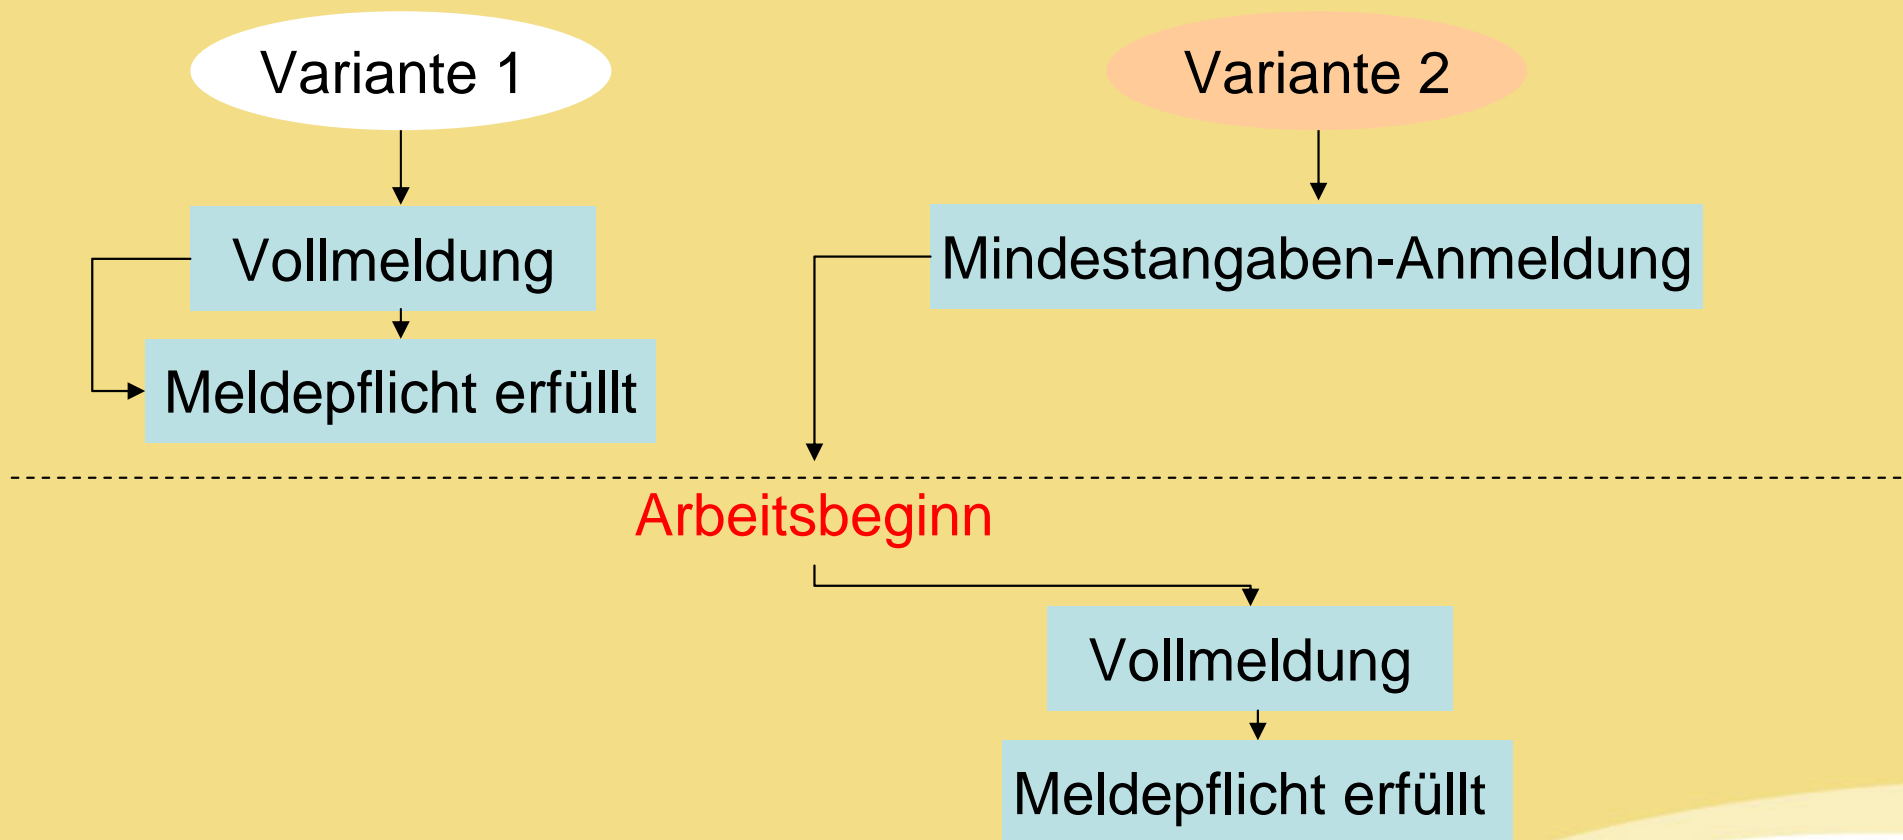 Variante 1
Variante 2
Vollmeldung
Mindestangaben-Anmeldung
Meldepflicht erfüllt
Arbeitsbeginn
Vollmeldung
Meldepflicht erfüllt